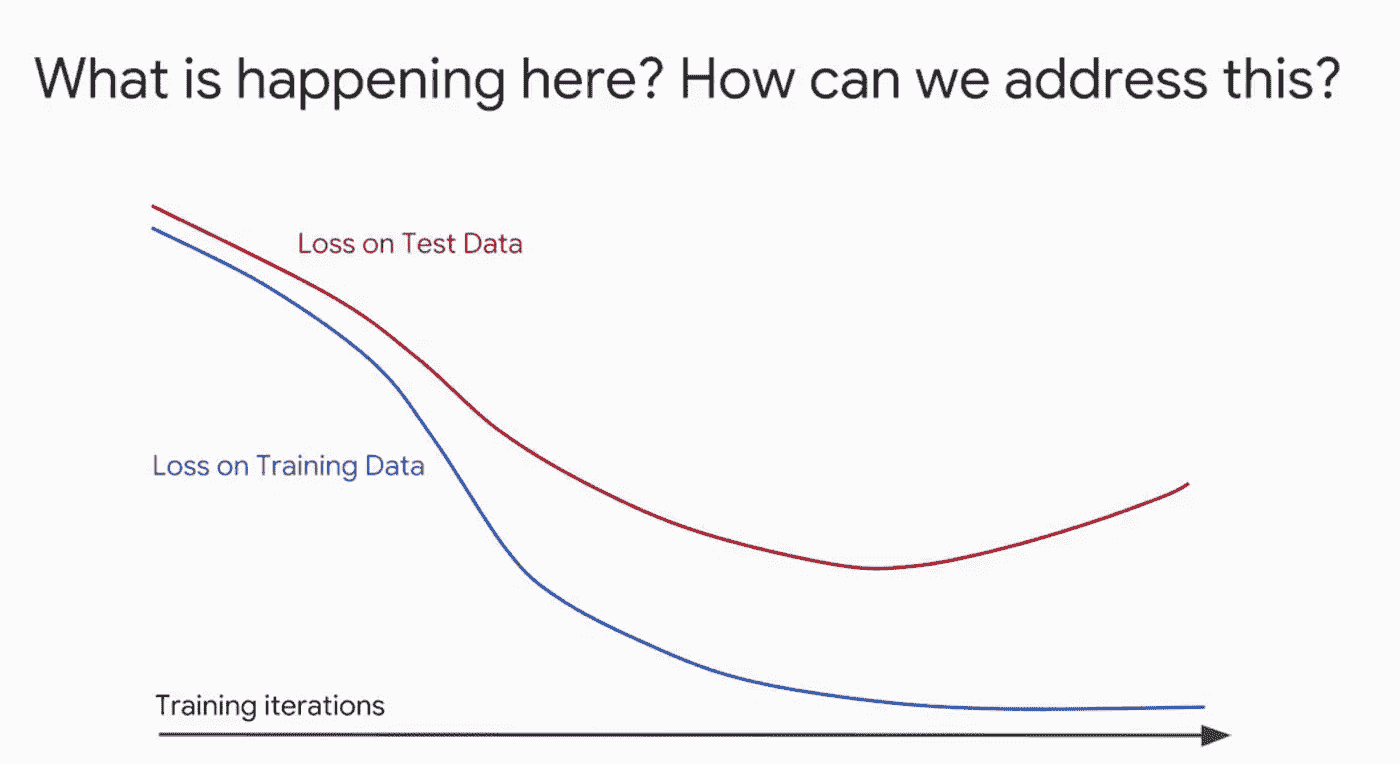 What is happening here? How can we address this?
Loss on Test Data
Loss on Training Data
Training iterations